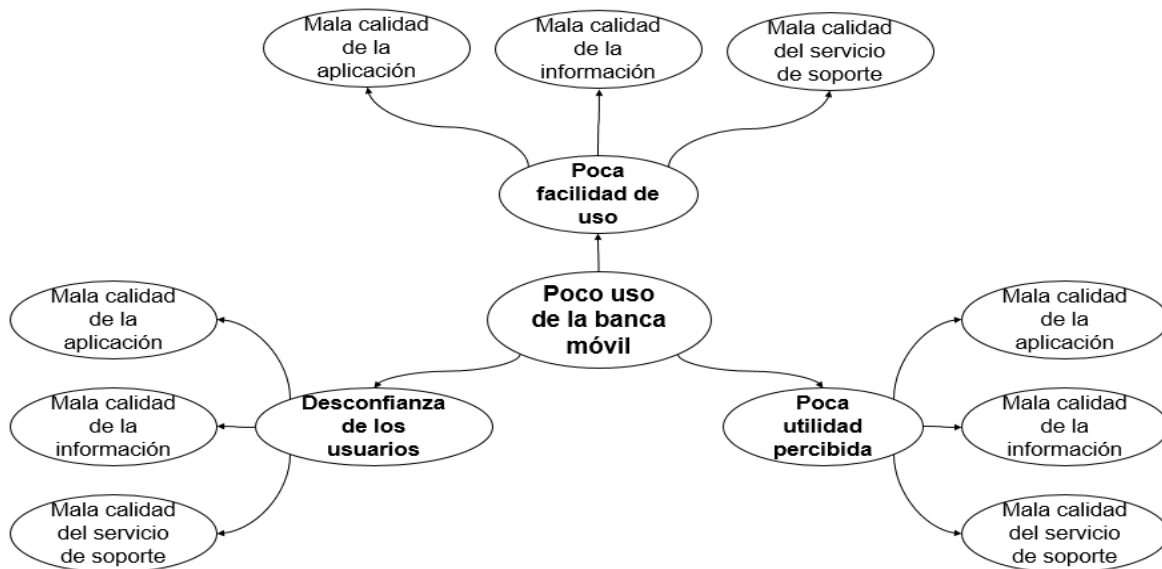 Mala calidad
de la
aplicación
Mala calidad
de la
información
Mala calidad
del servicio
de soporte
Poca
facilidad de
uso
Poco uso
de la banca
móvil
Mala calidad
de la
aplicación
Mala calidad
de la
información
Mala calidad
del servicio
de soporte
Desconfianza
de los
usuarios
Poca
utilidad
percibida
Mala calidad
de la
aplicación
Mala calidad
de la
información
Mala calidad
del servicio
de soporte